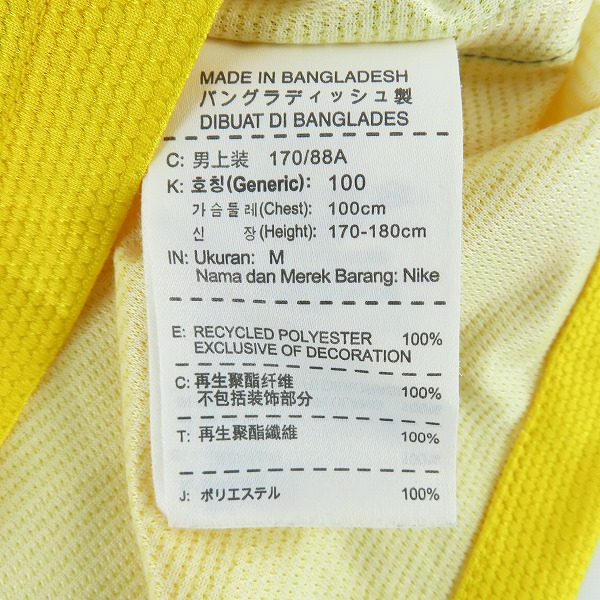 MADE IN BANGLADESH
バングラディッシュ製
DIBUAT DI BANGLADES
C: 男上装 170/88A
K: 호칭(Generic): 100
가슴둘레(Chest): 100cm
신 장(Height): 170-180cm
IN: Ukuran: M
Nama dan Merek Barang: Nike
E: RECYCLED POLYESTER 100%
EXCLUSIVE OF DECORATION
C: 再生聚酯纤维 100%
不包括装饰部分
T: 再生聚酯纖維 100%
J: ポリエステル 100%